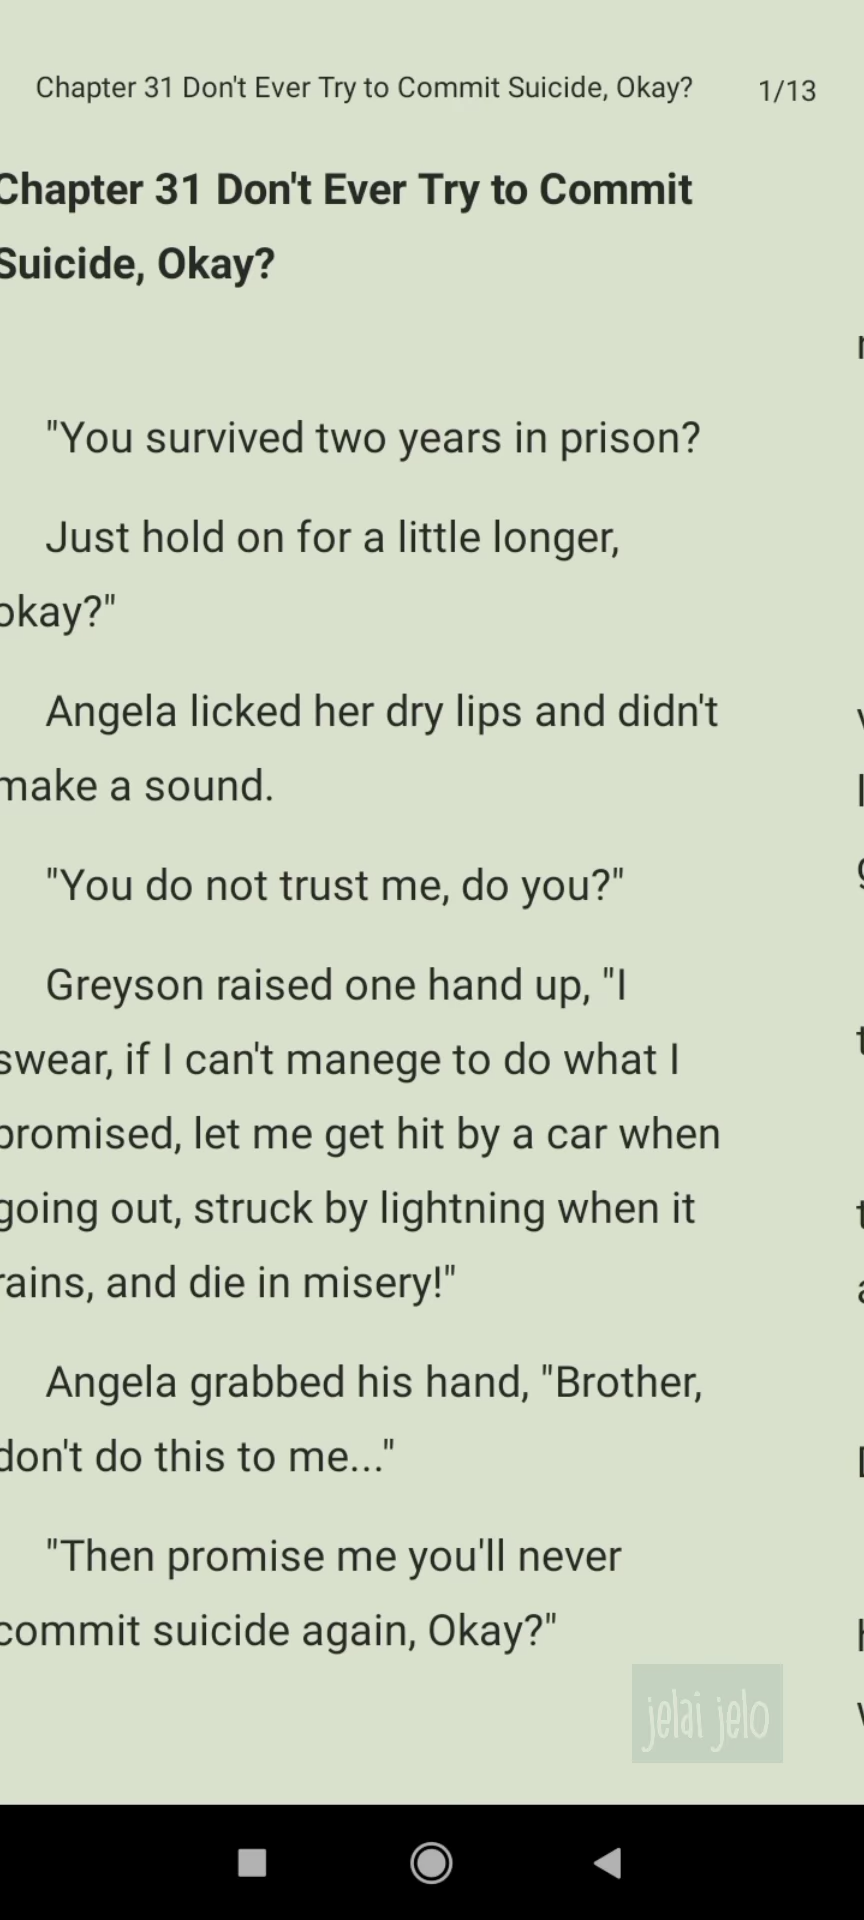 Chapter 31 Don't Ever Try to Commit Suicide, Okay? 1/13
Chapter 31 Don't Ever Try to Commit
Suicide, Okay?
"You survived two years in prison?
Just hold on for a little longer,
okay?"
Angela licked her dry lips and didn't
make a sound.
"You do not trust me, do you?"
Greyson raised one hand up, "I
swear, if I can't manege to do what I
promised, let me get hit by a car when
going out, struck by lightning when it
rains, and die in misery!"
Angela grabbed his hand, "Brother,
don't do this to me..."
"Then promise me you'll never
commit suicide again, Okay?"
jelai jelo